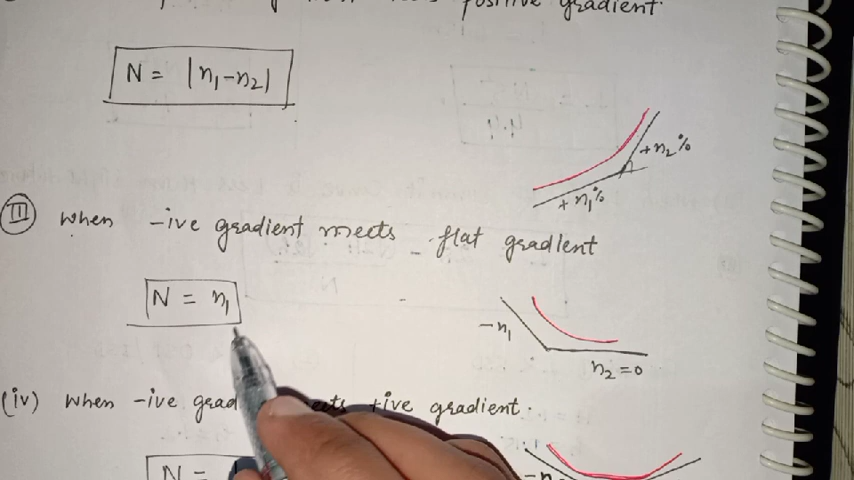 positive gradient
N = |n₁-n₂|
+n₂%
+n₁%
III when -ive gradient meets flat gradient
N = n₁
-n₁
n₂=0
(iv) when -ive grad meets +ive gradient.
N =